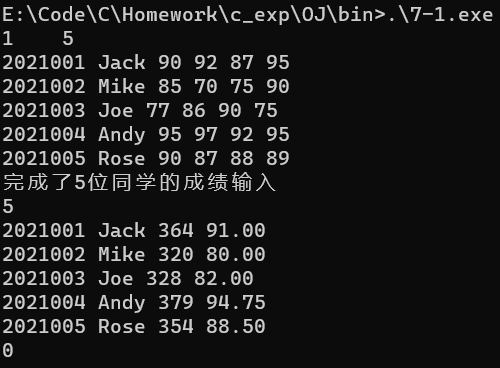 E:\Code\C\Homework\c_exp\OJ\bin>.\7-1.exe
1    5
2021001 Jack 90 92 87 95
2021002 Mike 85 70 75 90
2021003 Joe 77 86 90 75
2021004 Andy 95 97 92 95
2021005 Rose 90 87 88 89
完成了5位同学的成绩输入
5
2021001 Jack 364 91.00
2021002 Mike 320 80.00
2021003 Joe 328 82.00
2021004 Andy 379 94.75
2021005 Rose 354 88.50
0